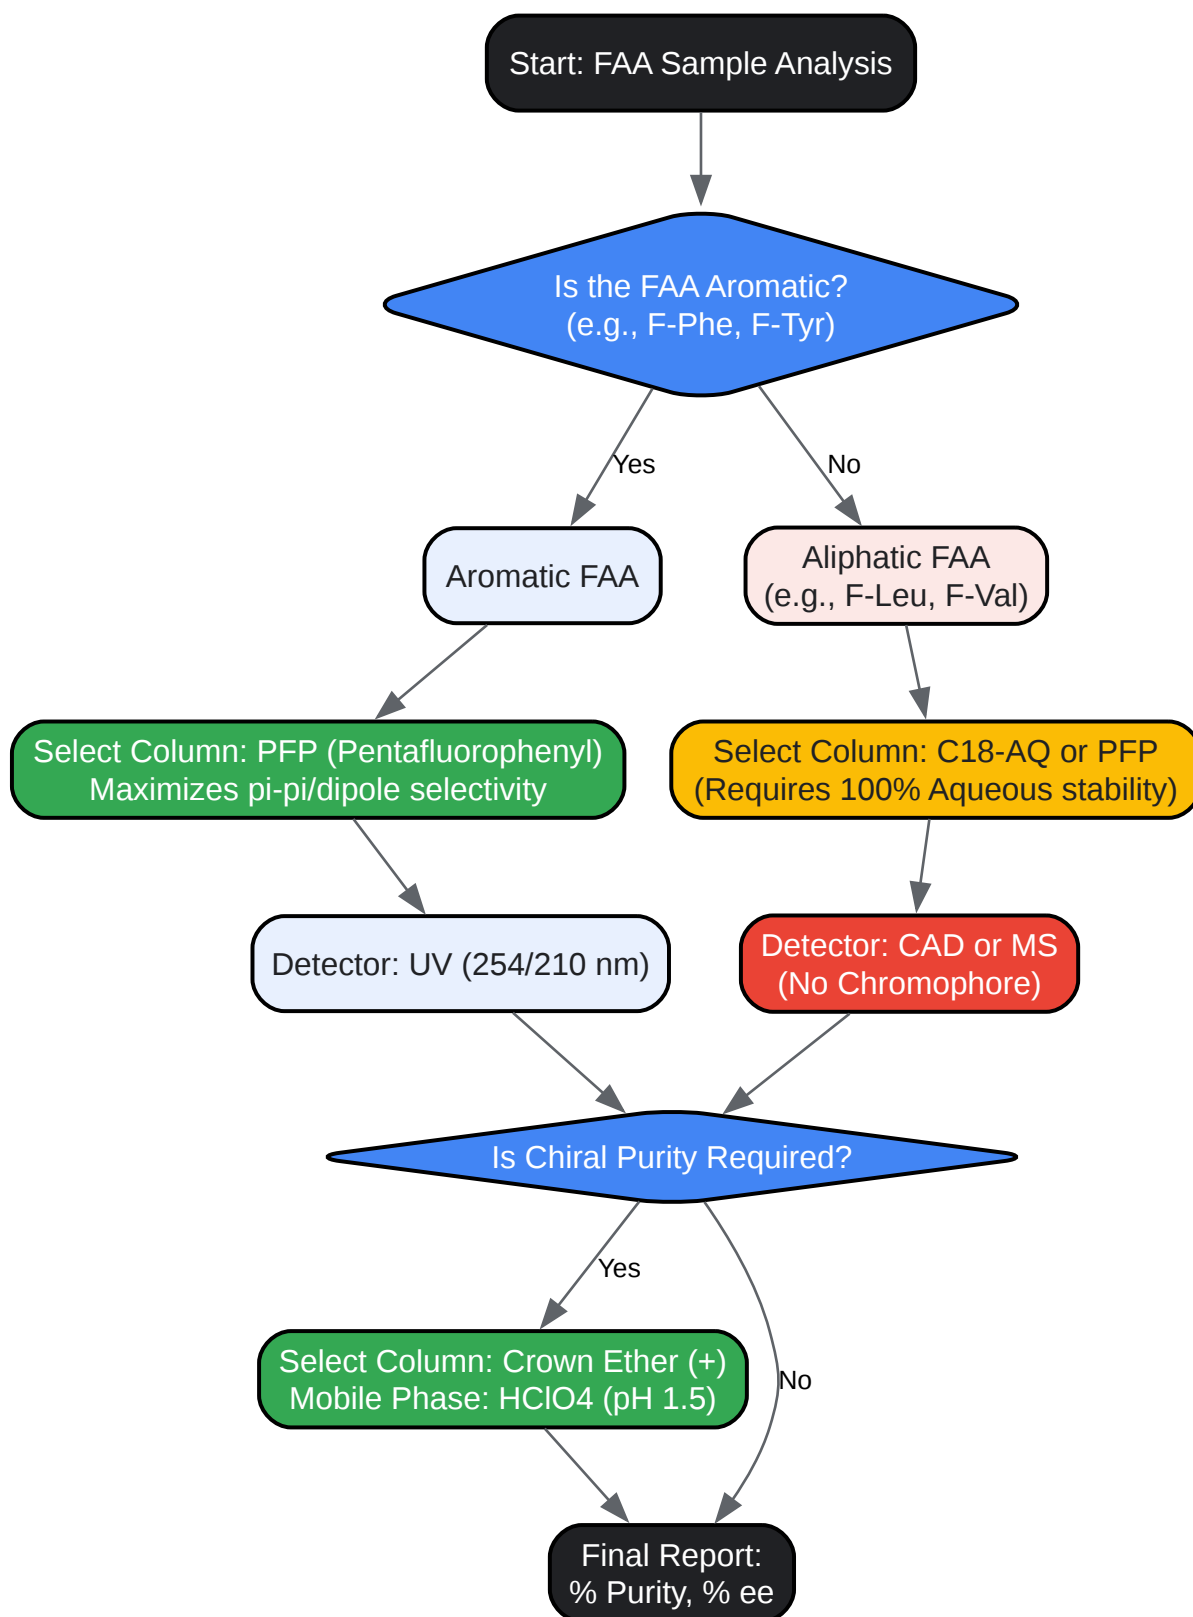 Start: FAA Sample Analysis
Is the FAA Aromatic?
(e.g., F-Phe, F-Tyr)
Yes
No
Aromatic FAA
Aliphatic FAA
(e.g., F-Leu, F-Val)
Select Column: PFP (Pentafluorophenyl)
Maximizes pi-pi/dipole selectivity
Select Column: C18-AQ or PFP
(Requires 100% Aqueous stability)
Detector: UV (254/210 nm)
Detector: CAD or MS
(No Chromophore)
Is Chiral Purity Required?
Yes
No
Select Column: Crown Ether (+)
Mobile Phase: HClO4 (pH 1.5)
Final Report:
% Purity, % ee